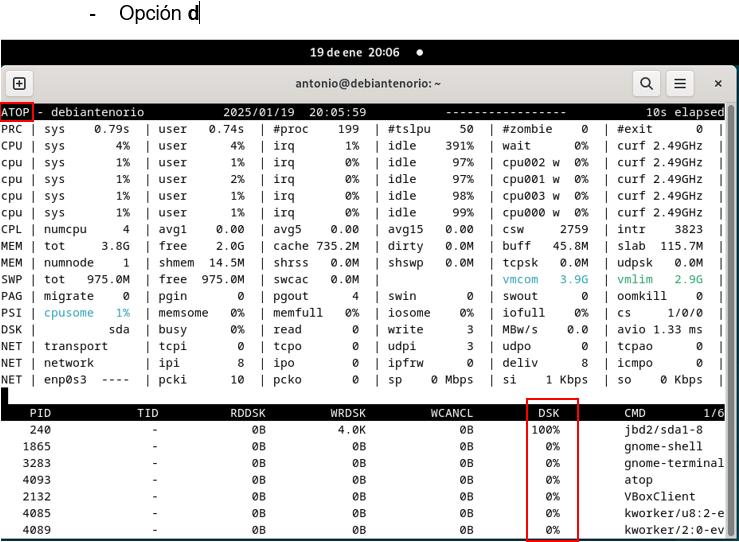 - Opción d
19 de ene 20:06
antonio@debiantenorio: ~
ATOP - debiantenorio 2025/01/19 20:05:59 ----------------- 10s elapsed
PRC | sys 0.79s | user 0.74s | #proc 199 | #tslpu 50 | #zombie 0 | #exit 0
CPU | sys 4% | user 4% | irq 1% | idle 391% | wait 0% | curf 2.49GHz
cpu | sys 1% | user 1% | irq 0% | idle 97% | cpu002 w 0% | curf 2.49GHz
cpu | sys 1% | user 2% | irq 0% | idle 97% | cpu001 w 0% | curf 2.49GHz
cpu | sys 1% | user 1% | irq 0% | idle 98% | cpu003 w 0% | curf 2.49GHz
cpu | sys 1% | user 1% | irq 0% | idle 99% | cpu000 w 0% | curf 2.49GHz
CPL | numcpu 4 | avg1 0.00 | avg5 0.00 | avg15 0.00 | csw 2759 | intr 3823
MEM | tot 3.8G | free 2.0G | cache 735.2M | dirty 0.0M | buff 45.8M | slab 115.7M
MEM | numnode 1 | shmem 14.5M | shrss 0.0M | shswp 0.0M | tcpsk 0.0M | udpsk 0.0M
SWP | tot 975.0M | free 975.0M | swcac 0.0M | | vmcom 3.9G | vmlim 2.9G
PAG | migrate 0 | pgin 0 | pgout 4 | swin 0 | swout 0 | oomkill 0
PSI | cpusome 1% | memsome 0% | memfull 0% | iosome 0% | iofull 0% | cs 1/0/0
DSK | sda | busy 0% | read 0 | write 3 | MBw/s 0.0 | avio 1.33 ms
NET | transport | tcpi 0 | tcpo 0 | udpi 3 | udpo 0 | tcpao 0
NET | network | ipi 8 | ipo 0 | ipfrw 0 | deliv 8 | icmpo 0
NET | enp0s3 ---- | pcki 10 | pcko 0 | sp 0 Mbps | si 1 Kbps | so 0 Kbps
PID TID RDDSK WRDSK WCANCL DSK CMD 1/6
240 - 0B 4.0K 0B 100% jbd2/sda1-8
1865 - 0B 0B 0B 0% gnome-shell
3283 - 0B 0B 0B 0% gnome-terminal
4093 - 0B 0B 0B 0% atop
2132 - 0B 0B 0B 0% VBoxClient
4085 - 0B 0B 0B 0% kworker/u8:2-e
4089 - 0B 0B 0B 0% kworker/2:0-ev